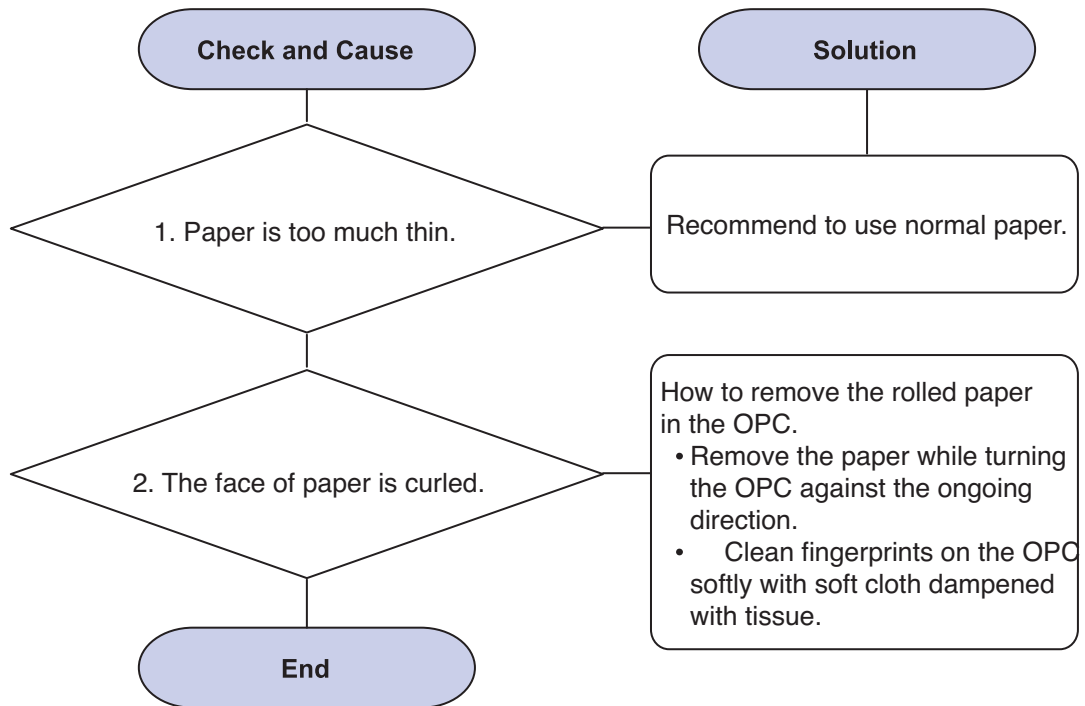 Check and Cause
Solution
1. Paper is too much thin.
Recommend to use normal paper.
2. The face of paper is curled.
How to remove the rolled paper
in the OPC.
• Remove the paper while turning
the OPC against the ongoing
direction.
• Clean fingerprints on the OPC
softly with soft cloth dampened
with tissue.
End